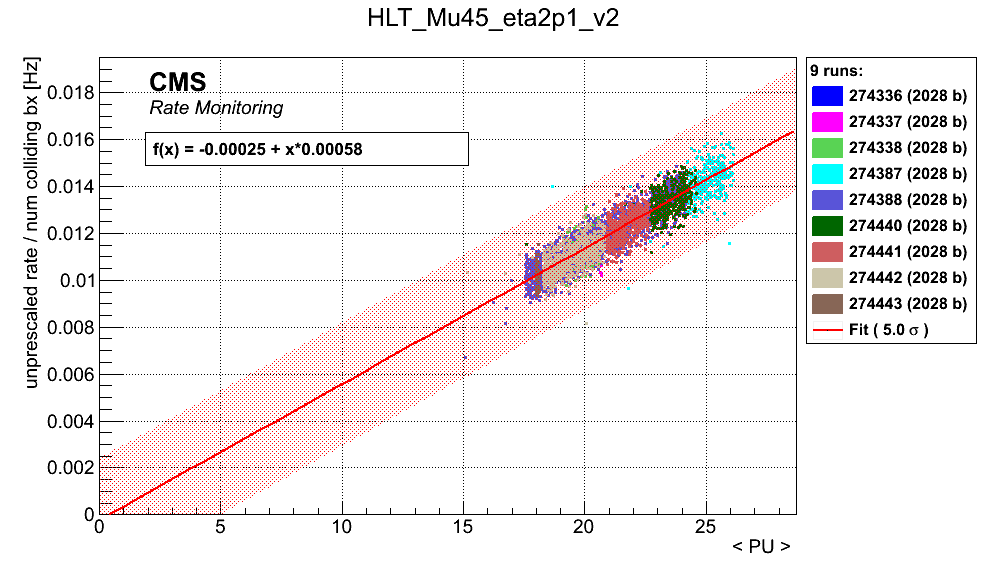 HLT_Mu45_eta2p1_v2
unprescaled rate / num colliding bx [Hz]
CMS
Rate Monitoring
f(x) = -0.00025 + x*0.00058
0.018
0.016
0.014
0.012
0.01
0.008
0.006
0.004
0.002
0
0 5 10 15 20 25
< PU >
9 runs:
274336 (2028 b)
274337 (2028 b)
274338 (2028 b)
274387 (2028 b)
274388 (2028 b)
274440 (2028 b)
274441 (2028 b)
274442 (2028 b)
274443 (2028 b)
Fit ( 5.0 σ )